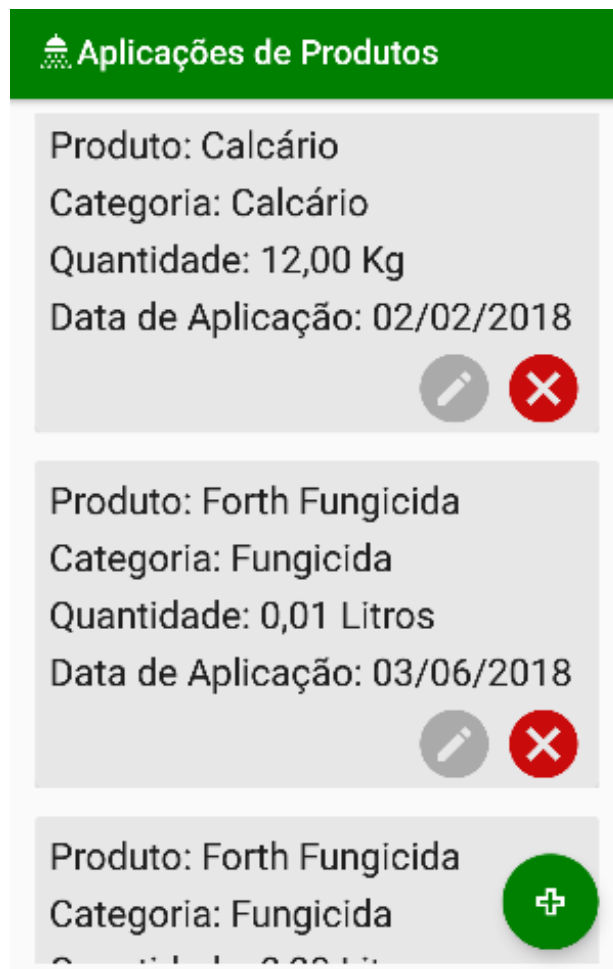 Aplicações de Produtos
Produto: Calcário
Categoria: Calcário
Quantidade: 12,00 Kg
Data de Aplicação: 02/02/2018
Produto: Forth Fungicida
Categoria: Fungicida
Quantidade: 0,01 Litros
Data de Aplicação: 03/06/2018
Produto: Forth Fungicida
Categoria: Fungicida